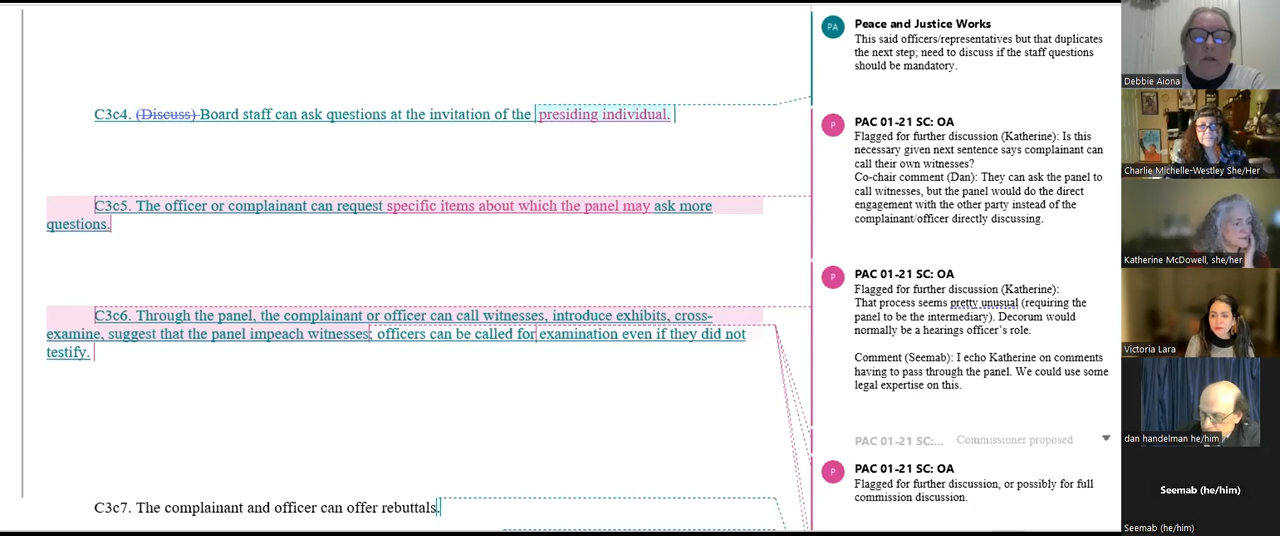 C3c4. (Discuss) Board staff can ask questions at the invitation of the presiding individual.
C3c5. The officer or complainant can request specific items about which the panel may ask more
questions.
C3c6. Through the panel, the complainant or officer can call witnesses, introduce exhibits, cross-
examine, suggest that the panel impeach witnesses; officers can be called for examination even if they did not
testify.
C3c7. The complainant and officer can offer rebuttals.
PA
Peace and Justice Works
This said officers/representatives but that duplicates
the next step; need to discuss if the staff questions
should be mandatory.
P
PAC 01-21 SC: OA
Flagged for further discussion (Katherine): Is this
necessary given next sentence says complainant can
call their own witnesses?
Co-chair comment (Dan): They can ask the panel to
call witnesses, but the panel would do the direct
engagement with the other party instead of the
complainant/officer directly discussing.
P
PAC 01-21 SC: OA
Flagged for further discussion (Katherine):
That process seems pretty unusual (requiring the
panel to be the intermediary). Decorum would
normally be a hearings officer's role.
Comment (Seemab): I echo Katherine on comments
having to pass through the panel. We could use some
legal expertise on this.
PAC 01-21 SC:... Commissioner proposed
P
PAC 01-21 SC: OA
Flagged for further discussion, or possibly for full
commission discussion.
Debbie Aiona
Charlie Michelle-Westley She/Her
Katherine McDowell, she/her
Victoria Lara
dan handelman he/him
Seemab (he/him)
Seemab (he/him)